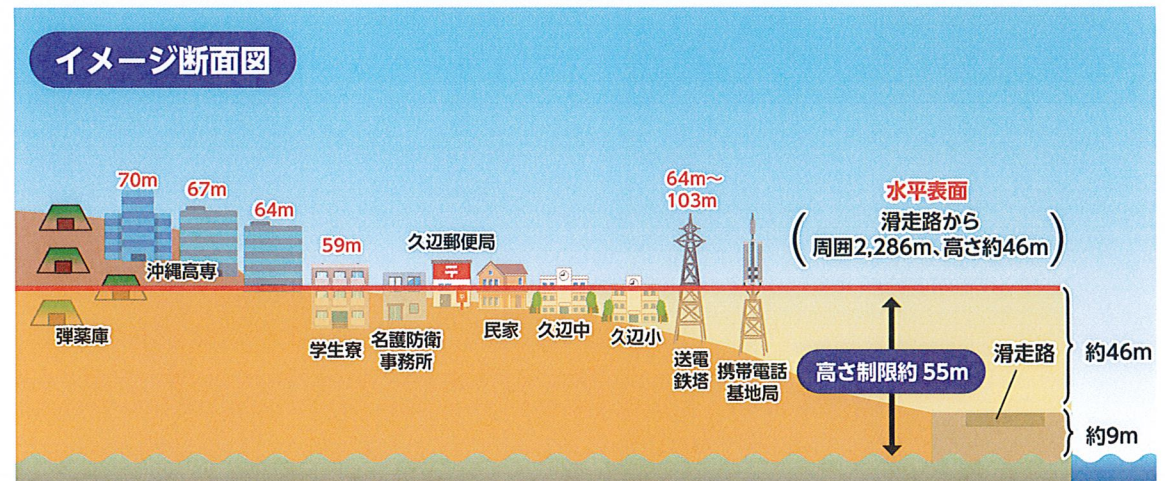 イメージ断面図
70m
67m
64m
59m
沖縄高専
弾薬庫
学生寮
名護防衛
事務所
久辺郵便局
〒
民家
久辺中
久辺小
64m～
103m
送電
鉄塔
携帯電話
基地局
水平表面
(滑走路から
周囲2,286m、高さ約46m)
高さ制限約 55m
滑走路
約46m
約9m